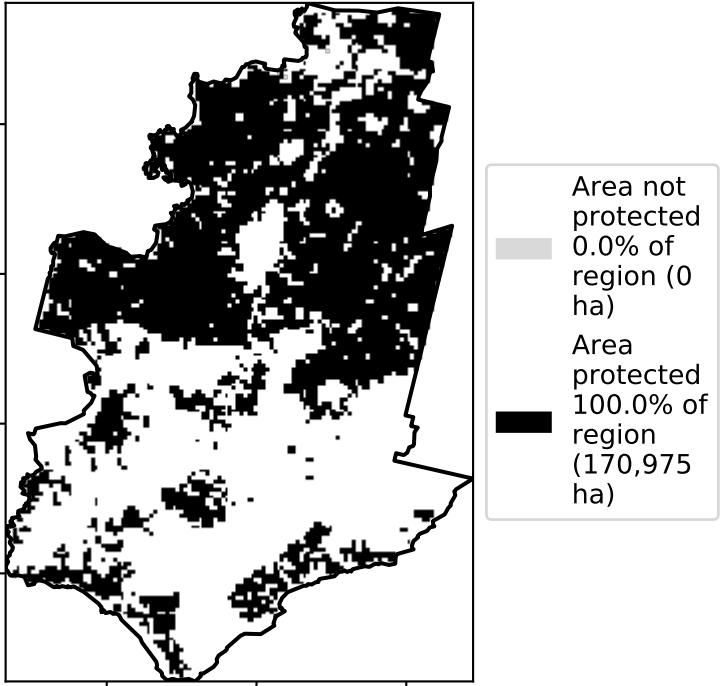 Area not
protected
0.0% of
region (0
ha)
Area
protected
100.0% of
region
(170,975
ha)